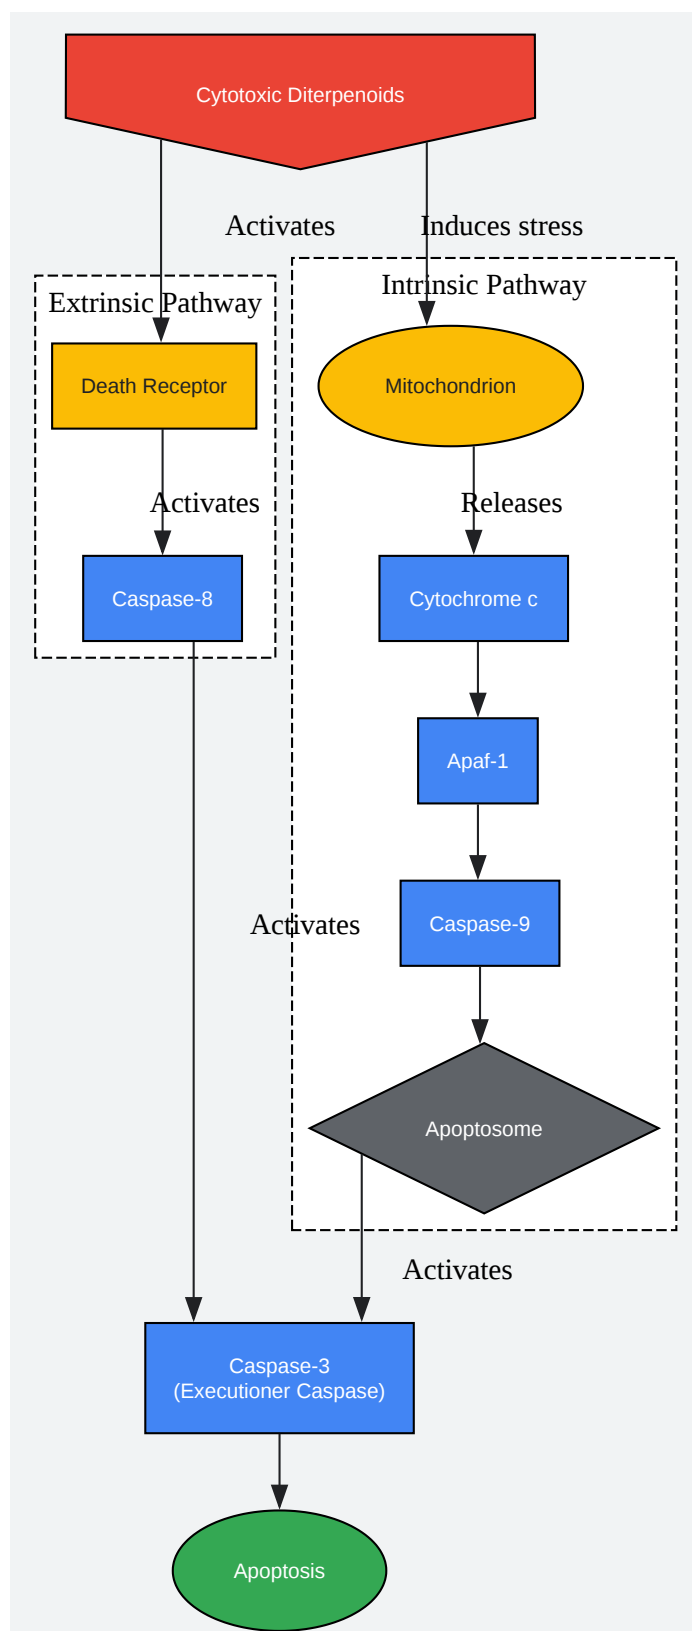 Cytotoxic Diterpenoids
Activates
Induces stress
Extrinsic Pathway
Intrinsic Pathway
Death Receptor
Mitochondrion
Activates
Releases
Caspase-8
Cytochrome c
Apaf-1
Activates
Caspase-9
Apoptosome
Activates
Caspase-3
(Executioner Caspase)
Apoptosis